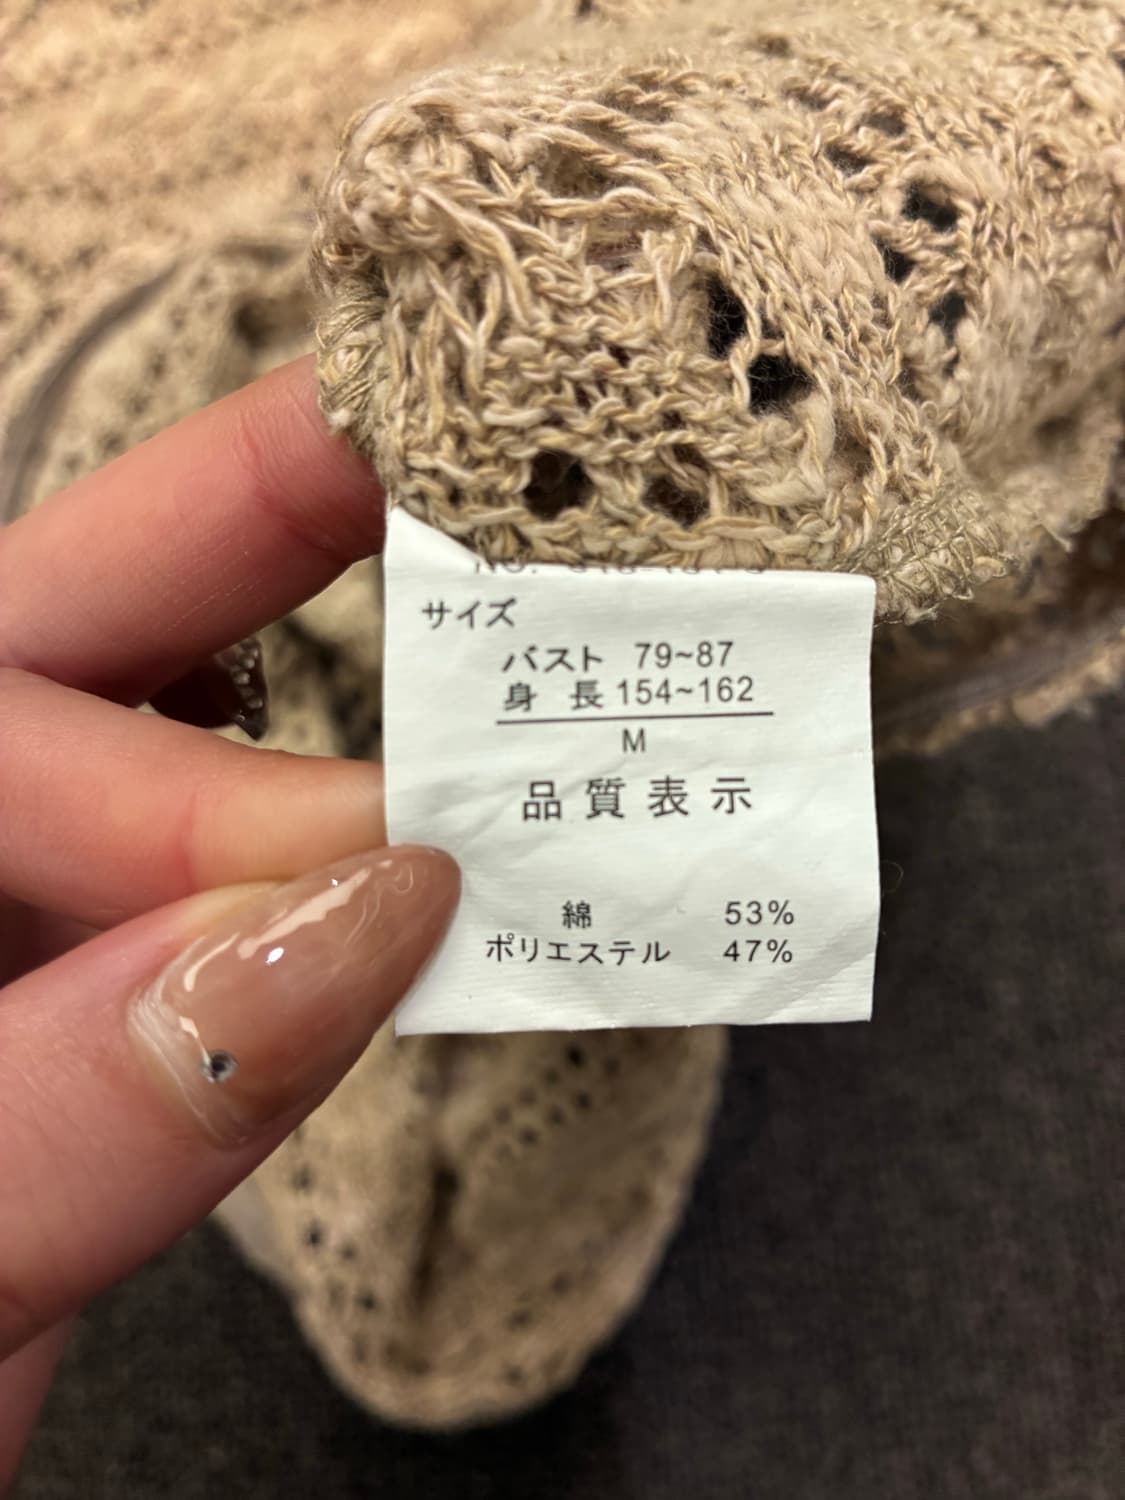 サイズ
バスト 79~87
身長 154~162
M
品質表示
綿 53%
ポリエステル 47%